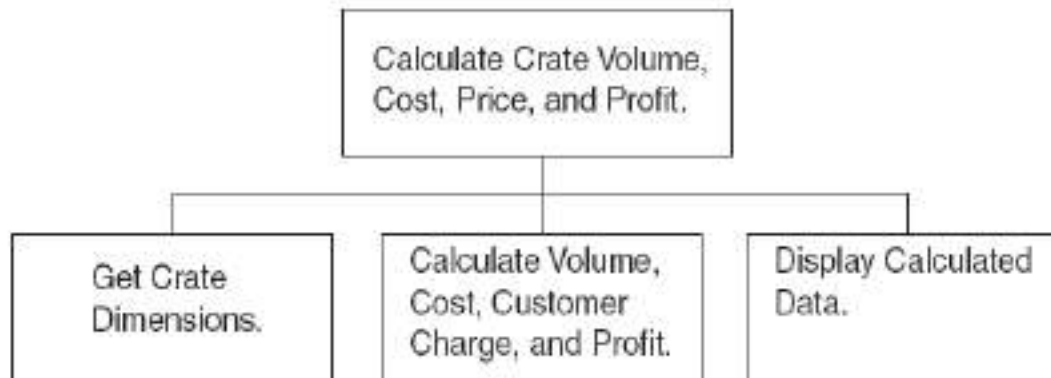 Calculate Crate Volume,
Cost, Price, and Profit.
Get Crate
Dimensions.
Calculate Volume,
Cost, Customer
Charge, and Profit.
Display Calculated
Data.